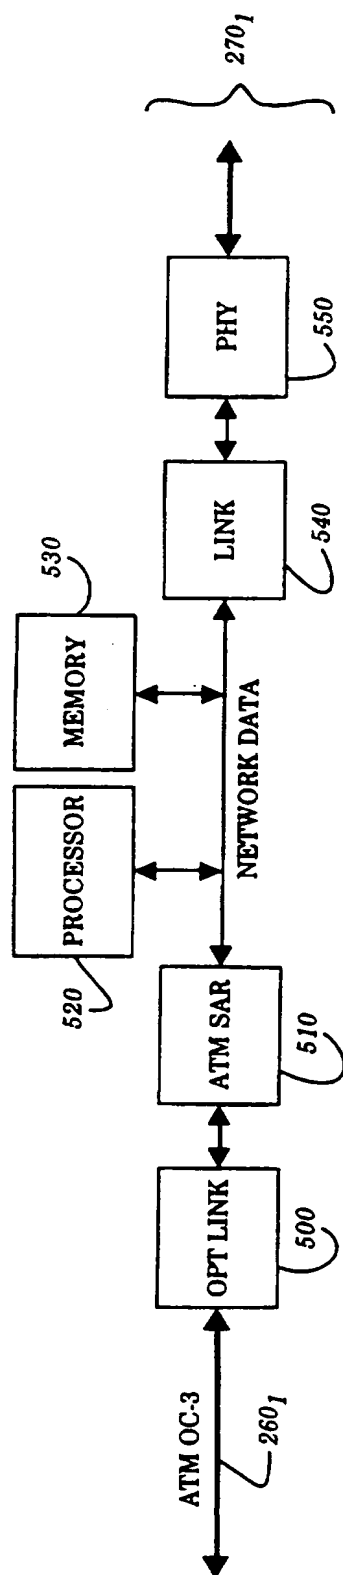 ATM OC-3
260₁
OPT LINK
500
ATM SAR
510
PROCESSOR
520
MEMORY
530
NETWORK DATA
LINK
540
PHY
550
270₁